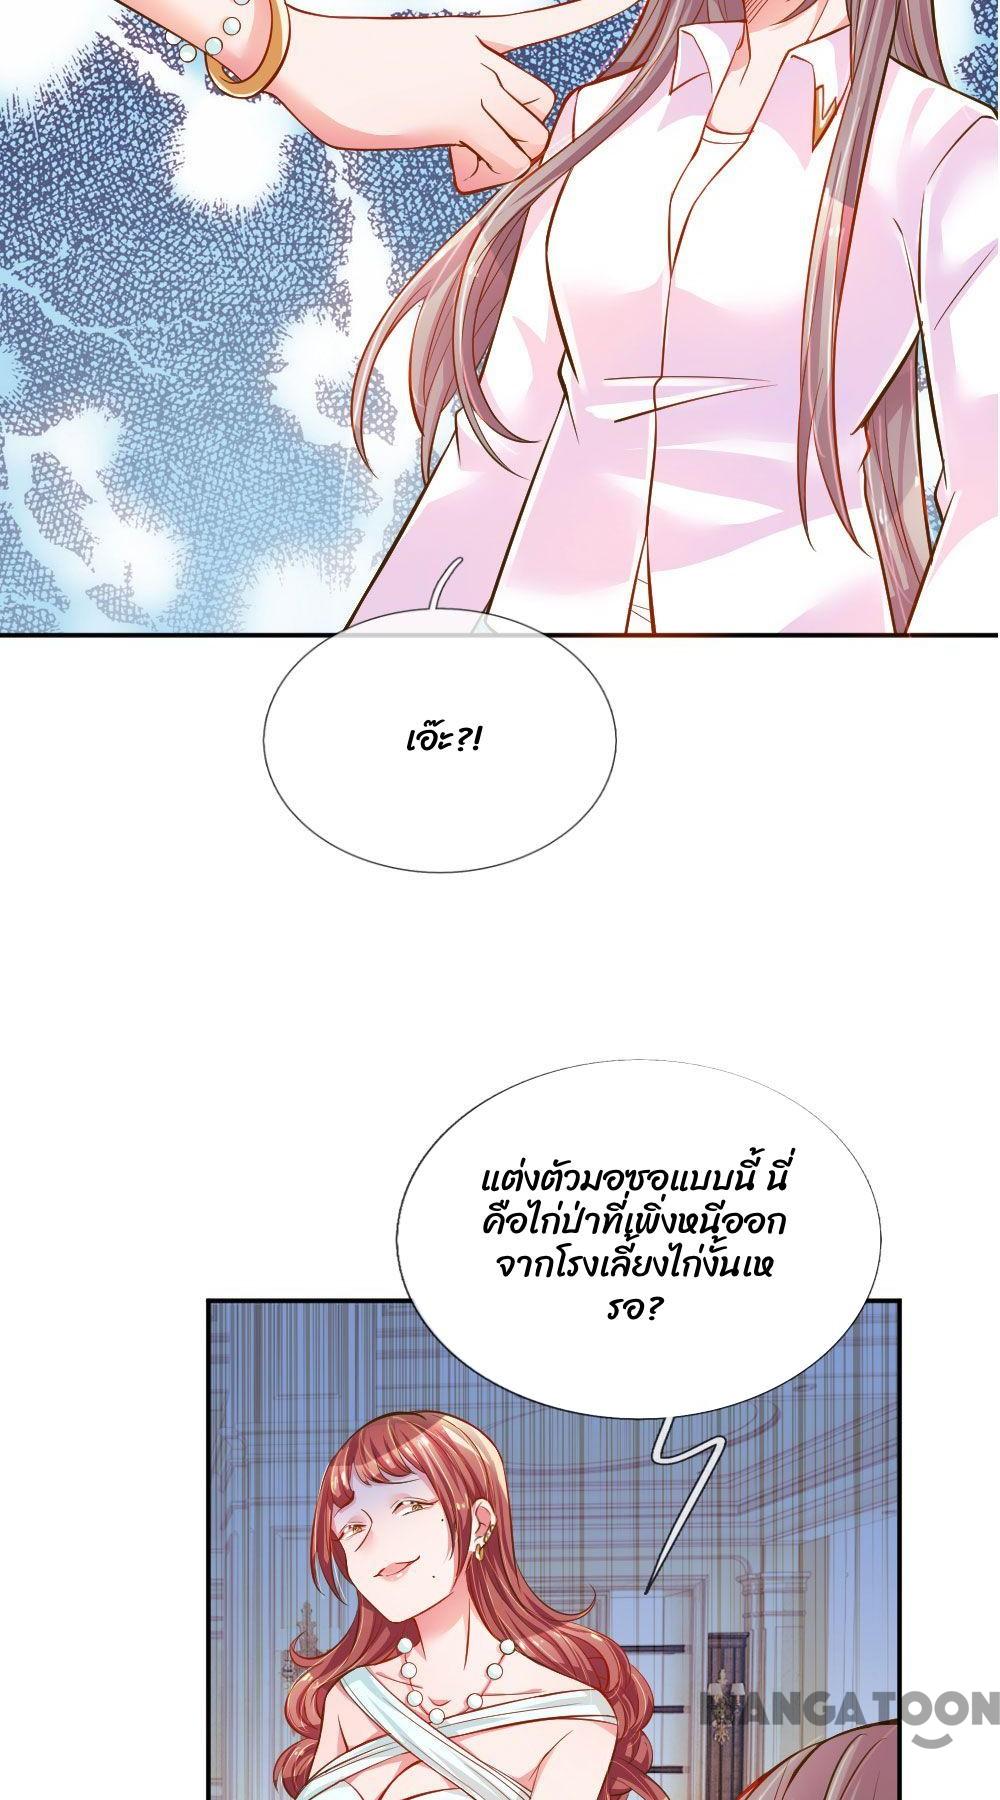 เอ๊ะ?!
แต่งตัวมอซอแบบนี้ นี่
คือไก่ป่าที่เพิ่งหนีออก
จากโรงเลี้ยงไก่งั้นเห
รอ?
MANGATOON